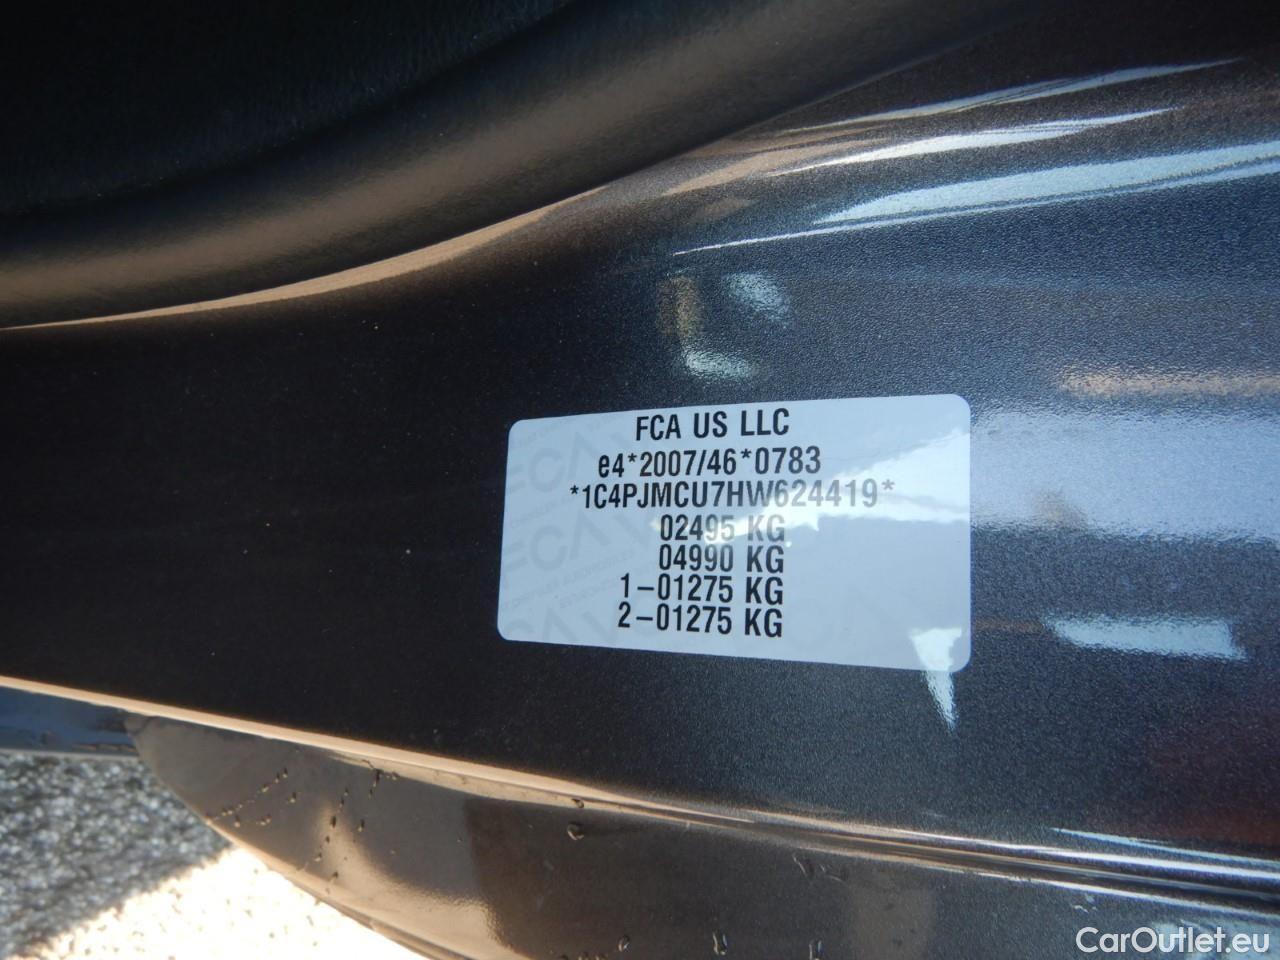 FCA US LLC
e4*2007/46*0783
*1C4PJMCU7HW624419*
02495 KG
04990 KG
1-01275 KG
2-01275 KG
CarOutlet.eu